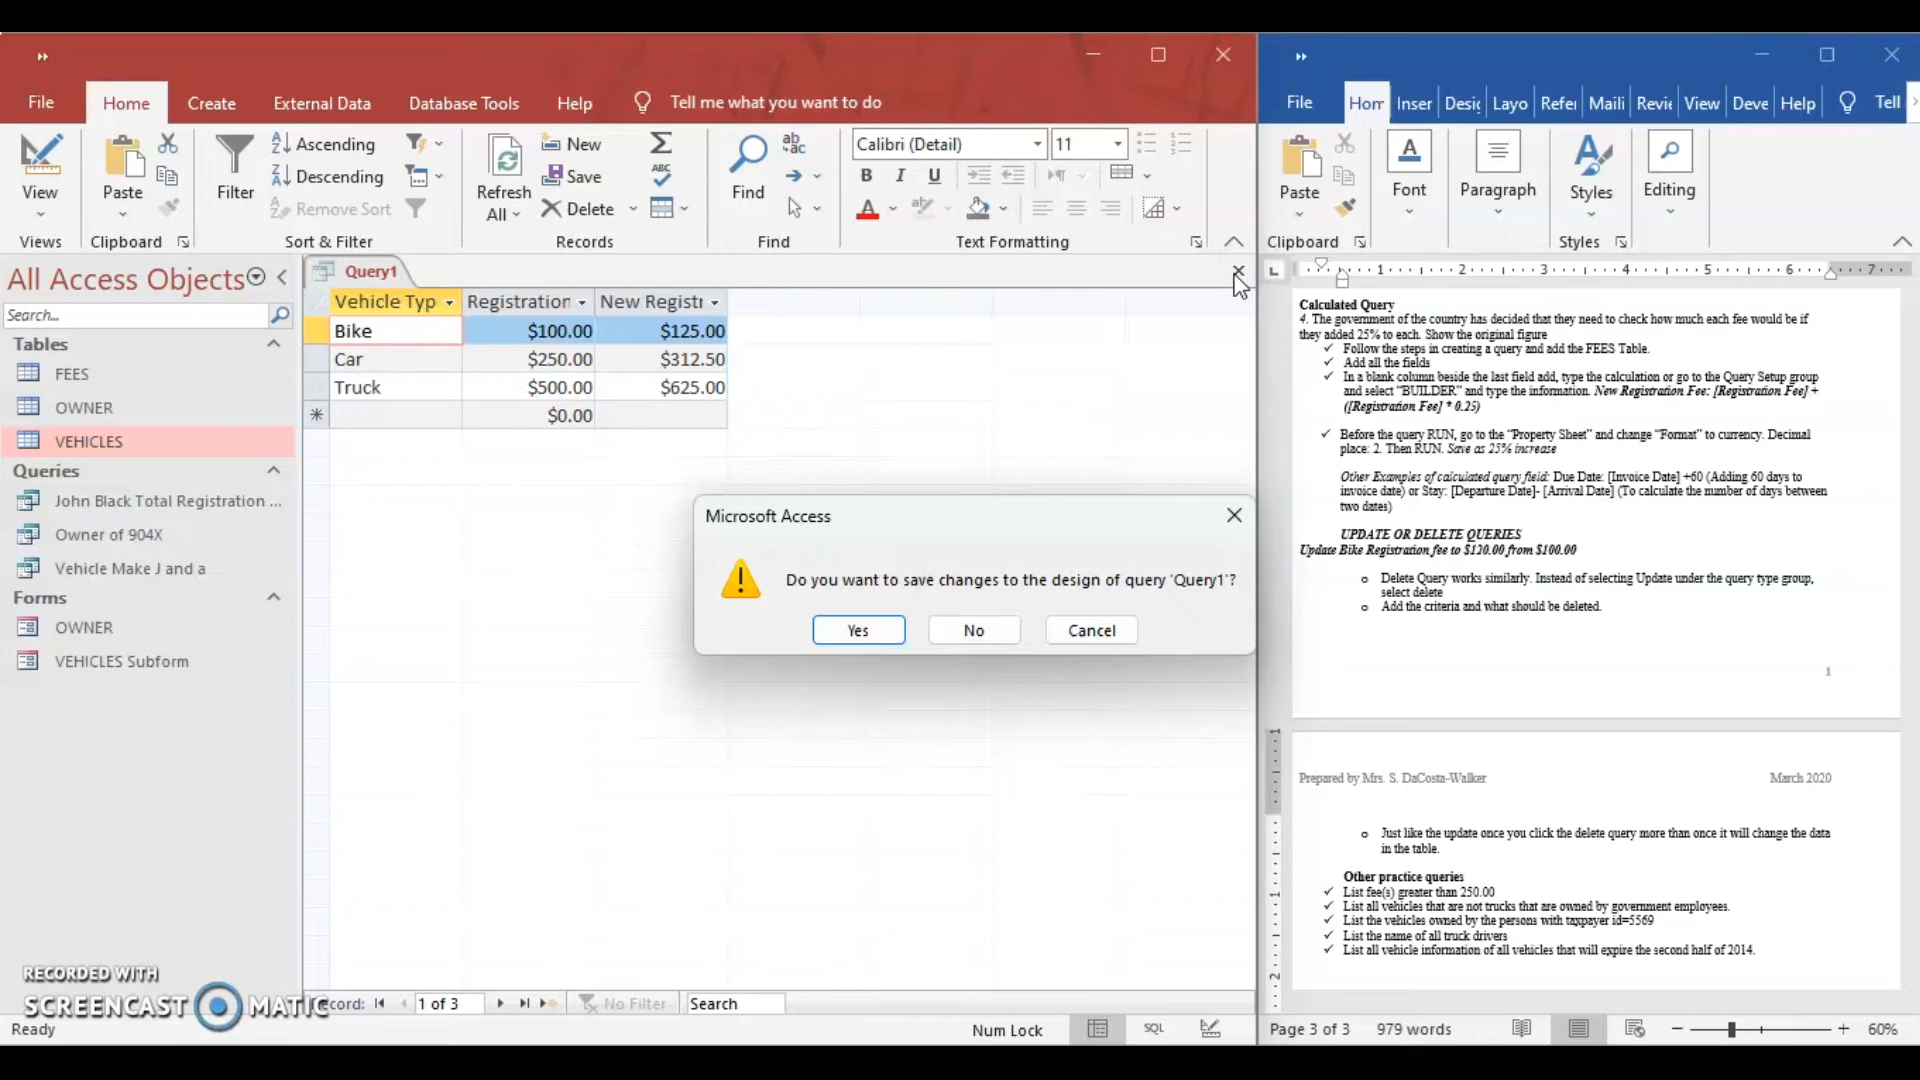 File
Home
Create
External Data
Database Tools
Help
Tell me what you want to do
View
Views
Paste
Clipboard
Filter
Ascending
Descending
Remove Sort
Sort & Filter
Refresh
All
New
Save
Delete
Records
Find
Find
Calibri (Detail)
11
B I U
Text Formatting
File
Hom
Inser
Desig
Layo
Refer
Maili
Revie
View
Deve
Help
Tell
Paste
Clipboard
Font
Paragraph
Styles
Styles
Editing
All Access Objects
Search...
Tables
FEES
OWNER
VEHICLES
Queries
John Black Total Registration ...
Owner of 904X
Vehicle Make J and a
Forms
OWNER
VEHICLES Subform
Query1
Vehicle Typ Registration New Registr
Bike $100.00 $125.00
Car $250.00 $312.50
Truck $500.00 $625.00
$0.00
Microsoft Access
Do you want to save changes to the design of query 'Query1'?
Yes No Cancel
RECORDED WITH
SCREENCAST MATIC
cord: 1 of 3 No Filter Search
Ready
Num Lock
SQL
1 2 3 4 5 6 7
Calculated Query
4. The government of the country has decided that they need to check how much each fee would be if
they added 25% to each. Show the original figure
✓ Follow the steps in creating a query and add the FEES Table.
✓ Add all the fields
✓ In a blank column beside the last field add, type the calculation or go to the Query Setup group
and select “BUILDER” and type the information. New Registration Fee: [Registration Fee] +
([Registration Fee] * 0.25)
✓ Before the query RUN, go to the “Property Sheet” and change “Format” to currency. Decimal
place: 2. Then RUN. Save as 25% increase
Other Examples of calculated query field: Due Date: [Invoice Date] +60 (Adding 60 days to
invoice date) or Stay: [Departure Date]- [Arrival Date] (To calculate the number of days between
two dates)
UPDATE OR DELETE QUERIES
Update Bike Registration fee to $120.00 from $100.00
o Delete Query works similarly. Instead of selecting Update under the query type group,
select delete
o Add the criteria and what should be deleted.
1
Prepared by Mrs. S. DaCosta-Walker March 2020
o Just like the update once you click the delete query more than once it will change the data
in the table.
Other practice queries
✓ List fee(s) greater than 250.00
✓ List all vehicles that are not trucks that are owned by government employees.
✓ List the vehicles owned by the persons with taxpayer id=5569
✓ List the name of all truck drivers
✓ List all vehicle information of all vehicles that will expire the second half of 2014.
Page 3 of 3 979 words
60%